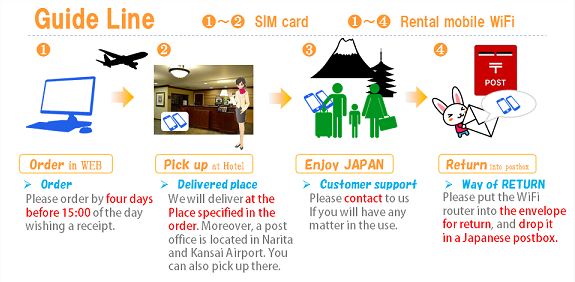 Guide Line ❶～❷ SIM card ❶～❹ Rental mobile WiFi
❶ ❷ ❸ ❹
〒
POST
Order in WEB
➢ Order
Please order by four days
before 15:00 of the day
wishing a receipt.
Pick up at Hotel
➢ Delivered place
We will deliver at the
Place specified in the
order. Moreover, a post
office is located in Narita
and Kansai Airport. You
can also pick up there.
Enjoy JAPAN
➢ Customer support
Please contact to us
If you will have any
matter in the use.
Return into postbox
➢ Way of RETURN
Please put the WiFi
router into the envelope
for return, and drop it
in a Japanese postbox.